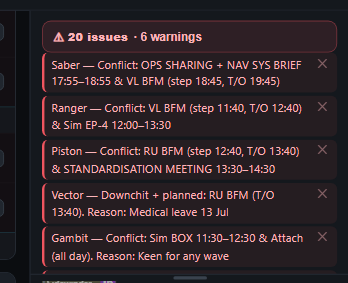 ⚠ 20 issues · 6 warnings
Saber — Conflict: OPS SHARING + NAV SYS BRIEF
17:55–18:55 & VL BFM (step 18:45, T/O 19:45)
Ranger — Conflict: VL BFM (step 11:40, T/O 12:40)
& Sim EP-4 12:00–13:30
Piston — Conflict: RU BFM (step 12:40, T/O 13:40)
& STANDARDISATION MEETING 13:30–14:30
Vector — Downchit + planned: RU BFM (T/O
13:40). Reason: Medical leave 13 Jul
Gambit — Conflict: Sim BOX 11:30–12:30 & Attach
(all day). Reason: Keen for any wave